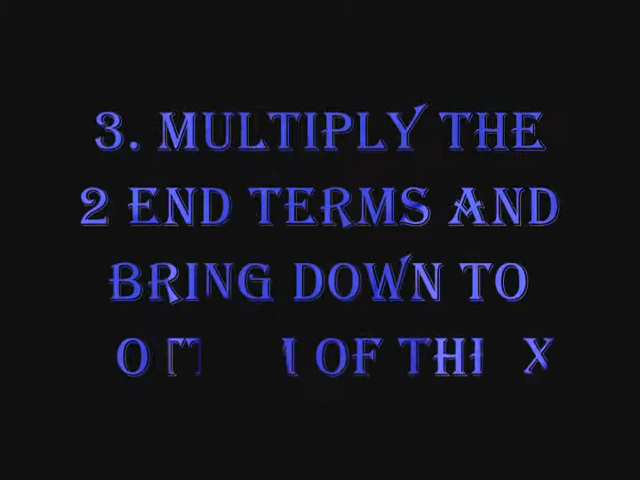 3. MULTIPLY THE
2 END TERMS AND
BRING DOWN TO
OF X